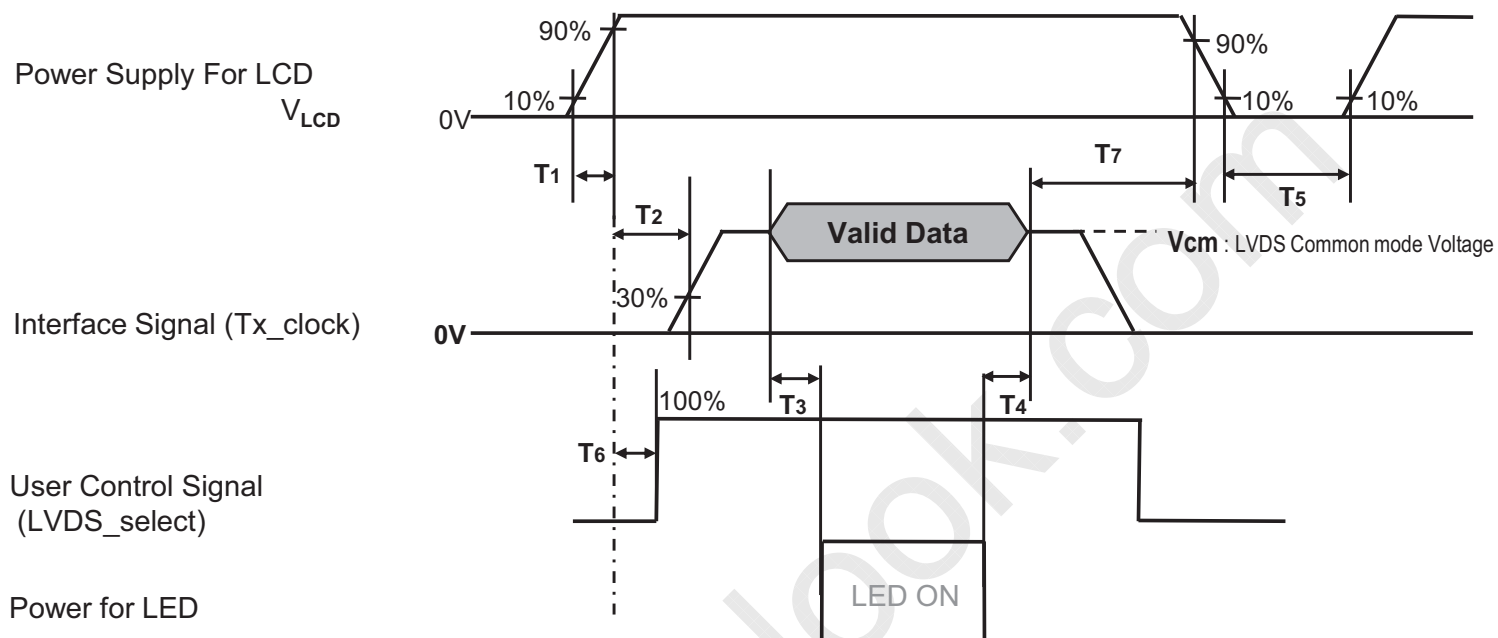 90%
90%
Power Supply For LCD
VLCD
10%
10%
10%
0V
T1
T7
T5
T2
Valid Data
Vcm : LVDS Common mode Voltage
30%
Interface Signal (Tx_clock)
0V
100%
T3
T4
T6
User Control Signal
(LVDS_select)
LED ON
Power for LED
look.com